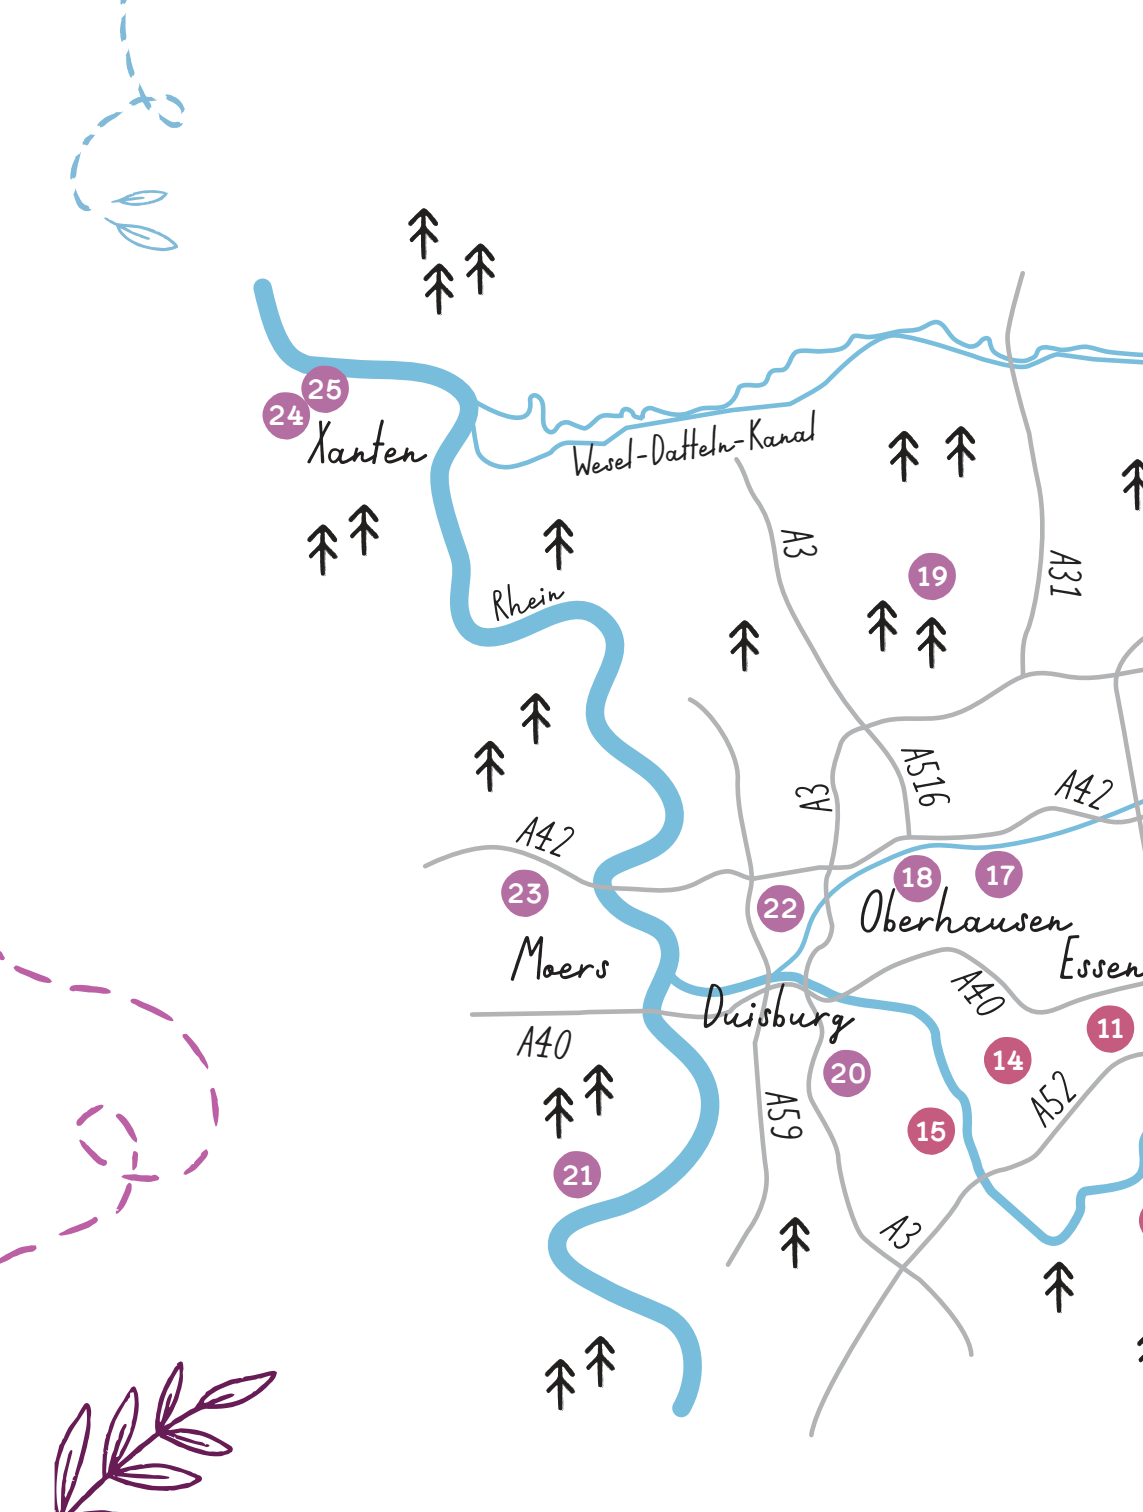 25
24
Xanten
Wesel-Datteln-Kanal
A3
19
A31
Rhein
A516
A3
A42
A42
18
17
23
22
Oberhausen
Moers
Essen
A40
Duisburg
11
A40
14
20
A52
A59
15
21
A3